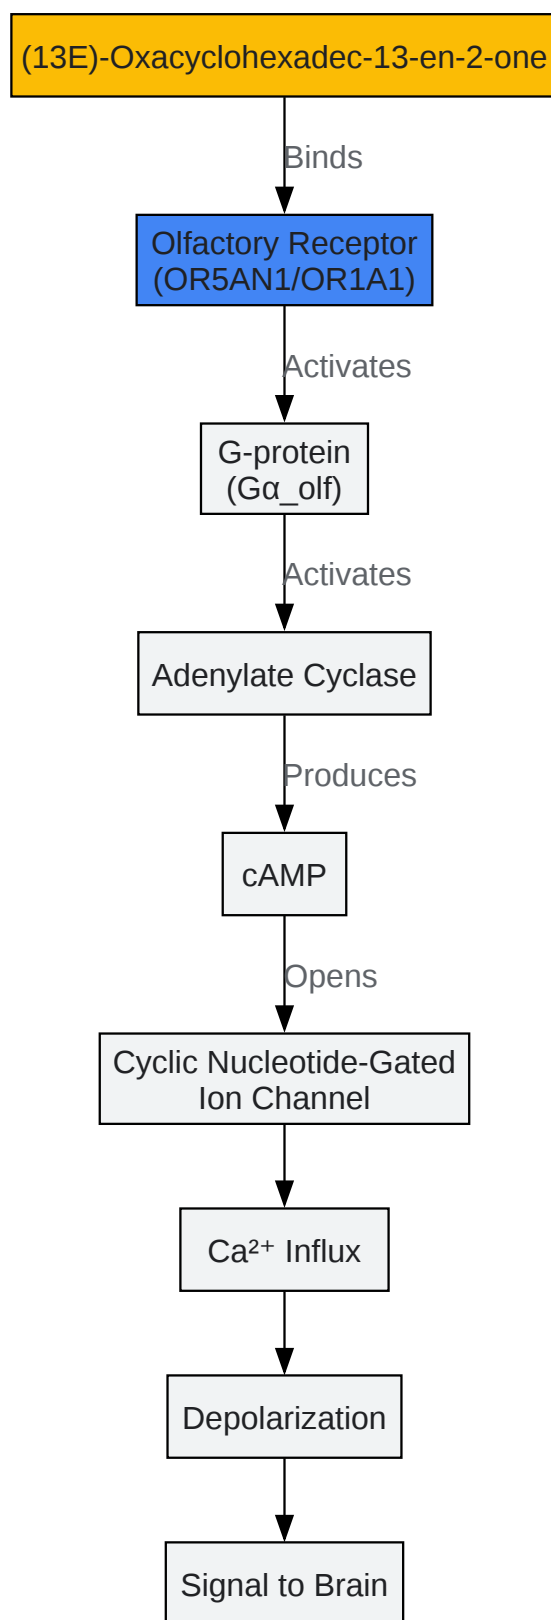 (13E)-Oxacyclohexadec-13-en-2-one
Binds
Olfactory Receptor
(OR5AN1/OR1A1)
Activates
G-protein
(Gα_olf)
Activates
Adenylate Cyclase
Produces
cAMP
Opens
Cyclic Nucleotide-Gated
Ion Channel
Ca²⁺ Influx
Depolarization
Signal to Brain